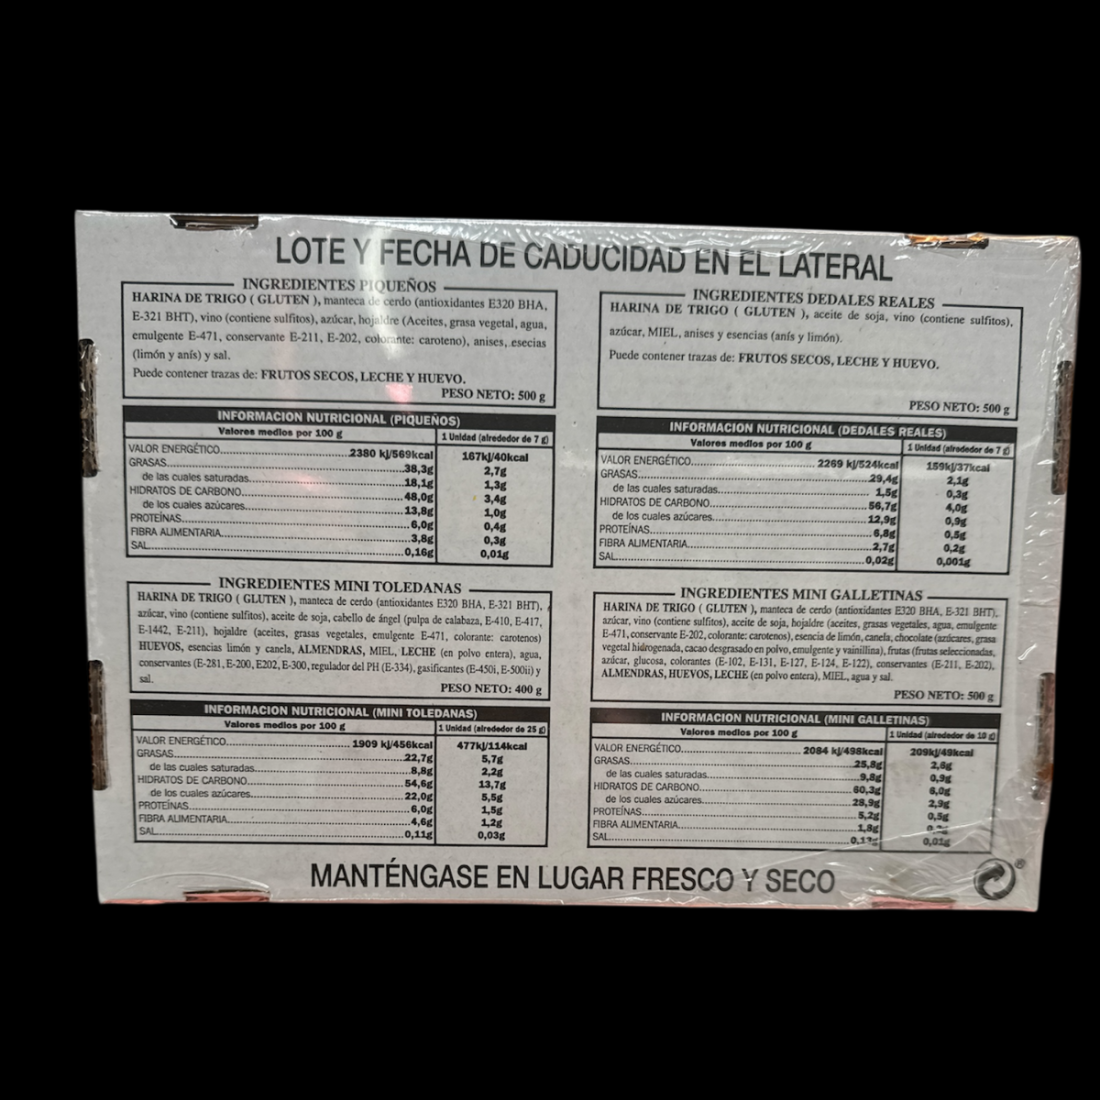 LOTE Y FECHA DE CADUCIDAD EN EL LATERAL
INGREDIENTES PIQUEÑOS
HARINA DE TRIGO ( GLUTEN ), manteca de cerdo (antioxidantes E320 BHA,
E-321 BHT), vino (contiene sulfitos), azúcar, hojaldre (Aceites, grasa vegetal, agua,
emulgente E-471, conservante E-211, E-202, colorante: caroteno), anises, esecias
(limón y anís) y sal.
Puede contener trazas de: FRUTOS SECOS, LECHE Y HUEVO.
PESO NETO: 500 g
INFORMACION NUTRICIONAL (PIQUEÑOS)
Valores medios por 100 g 1 Unidad (alrededor de 7 g)
VALOR ENERGÉTICO 2380 kj/569kcal 167kj/40kcal
GRASAS 38,3g 2,7g
de las cuales saturadas 18,1g 1,3g
HIDRATOS DE CARBONO 48,0g 3,4g
de los cuales azúcares 13,8g 1,0g
PROTEÍNAS 6,0g 0,4g
FIBRA ALIMENTARIA 3,8g 0,3g
SAL 0,16g 0,01g
INGREDIENTES DEDALES REALES
HARINA DE TRIGO ( GLUTEN ), aceite de soja, vino (contiene sulfitos),
azúcar, MIEL, anises y esencias (anís y limón).
Puede contener trazas de: FRUTOS SECOS, LECHE Y HUEVO.
PESO NETO: 500 g
INFORMACION NUTRICIONAL (DEDALES REALES)
Valores medios por 100 g 1 Unidad (alrededor de 7 g)
VALOR ENERGÉTICO 2269 kj/524kcal 159kj/37kcal
GRASAS 29,4g 2,1g
de las cuales saturadas 1,5g 0,3g
HIDRATOS DE CARBONO 56,7g 4,0g
de los cuales azúcares 12,9g 0,9g
PROTEÍNAS 6,8g 0,5g
FIBRA ALIMENTARIA 2,7g 0,2g
SAL 0,02g 0,001g
INGREDIENTES MINI TOLEDANAS
HARINA DE TRIGO ( GLUTEN ), manteca de cerdo (antioxidantes E320 BHA, E-321 BHT),
azúcar, vino (contiene sulfitos), aceite de soja, cabello de ángel (pulpa de calabaza, E-410, E-417,
E-1442, E-211), hojaldre (aceites, grasas vegetales, emulgente E-471, colorante: carotenos)
HUEVOS, esencias limón y canela, ALMENDRAS, MIEL, LECHE (en polvo entera), agua,
conservantes (E-281, E-200, E202, E-300, regulador del PH (E-334), gasificantes (E-450i, E-500ii) y
sal.
PESO NETO: 400 g
INFORMACION NUTRICIONAL (MINI TOLEDANAS)
Valores medios por 100 g 1 Unidad (alrededor de 25 g)
VALOR ENERGÉTICO 1909 kj/456kcal 477kj/114kcal
GRASAS 22,7g 5,7g
de las cuales saturadas 8,8g 2,2g
HIDRATOS DE CARBONO 54,6g 13,7g
de los cuales azúcares 22,0g 5,5g
PROTEÍNAS 6,0g 1,5g
FIBRA ALIMENTARIA 4,6g 1,2g
SAL 0,11g 0,03g
INGREDIENTES MINI GALLETINAS
HARINA DE TRIGO ( GLUTEN ), manteca de cerdo (antioxidantes E320 BHA, E-321 BHT),
azúcar, vino (contiene sulfitos), aceite de soja, hojaldre (aceites, grasas vegetales, agua, emulgente
E-471, conservante E-202, colorante: carotenos), esencia de limón, canela, chocolate (azúcares, grasa
vegetal hidrogenada, cacao desgrasado en polvo, emulgente y vainillina), frutas (frutas seleccionadas,
azúcar, glucosa, colorantes (E-102, E-131, E-127, E-124, E-122), conservantes (E-211, E-202),
ALMENDRAS, HUEVOS, LECHE (en polvo entera), MIEL, agua y sal.
PESO NETO: 500 g
INFORMACION NUTRICIONAL (MINI GALLETINAS)
Valores medios por 100 g 1 Unidad (alrededor de 10 g)
VALOR ENERGÉTICO 2084 kj/498kcal 209kj/49kcal
GRASAS 25,8g 2,6g
de las cuales saturadas 9,8g 0,9g
HIDRATOS DE CARBONO 60,3g 6,0g
de los cuales azúcares 28,9g 2,9g
PROTEÍNAS 5,2g 0,5g
FIBRA ALIMENTARIA 1,8g
SAL 0,01g
MANTÉNGASE EN LUGAR FRESCO Y SECO